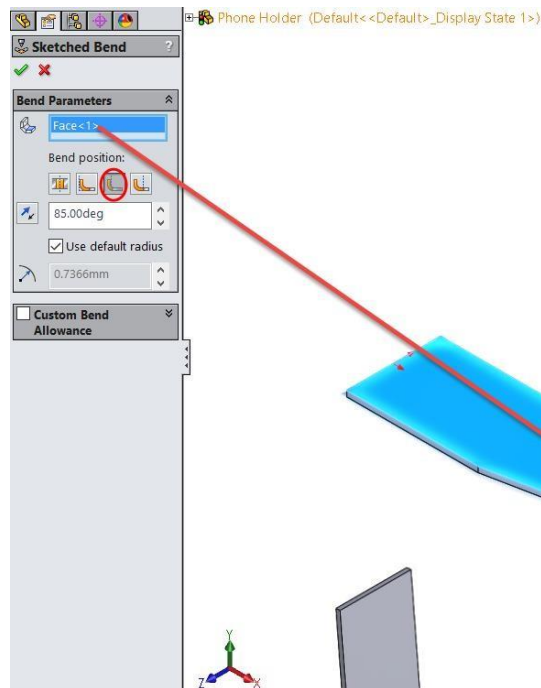 Phone Holder (Default<<Default>_Display State 1>)
Sketched Bend ?
Bend Parameters
Face<1>
Bend position:
85.00deg
Use default radius
0.7366mm
Custom Bend
Allowance
Y
Z X